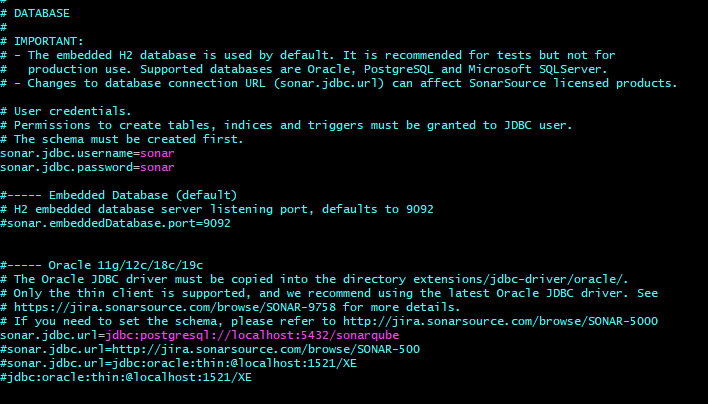 #
# DATABASE
#
# IMPORTANT:
# - The embedded H2 database is used by default. It is recommended for tests but not for
#   production use. Supported databases are Oracle, PostgreSQL and Microsoft SQLServer.
# - Changes to database connection URL (sonar.jdbc.url) can affect SonarSource licensed products.

# User credentials.
# Permissions to create tables, indices and triggers must be granted to JDBC user.
# The schema must be created first.
sonar.jdbc.username=sonar
sonar.jdbc.password=sonar

#----- Embedded Database (default)
# H2 embedded database server listening port, defaults to 9092
#sonar.embeddedDatabase.port=9092


#----- Oracle 11g/12c/18c/19c
# The Oracle JDBC driver must be copied into the directory extensions/jdbc-driver/oracle/.
# Only the thin client is supported, and we recommend using the latest Oracle JDBC driver. See
# https://jira.sonarsource.com/browse/SONAR-9758 for more details.
# If you need to set the schema, please refer to http://jira.sonarsource.com/browse/SONAR-5000
sonar.jdbc.url=jdbc:postgresql://localhost:5432/sonarqube
#sonar.jdbc.url=http://jira.sonarsource.com/browse/SONAR-500
#sonar.jdbc.url=jdbc:oracle:thin:@localhost:1521/XE
#jdbc:oracle:thin:@localhost:1521/XE